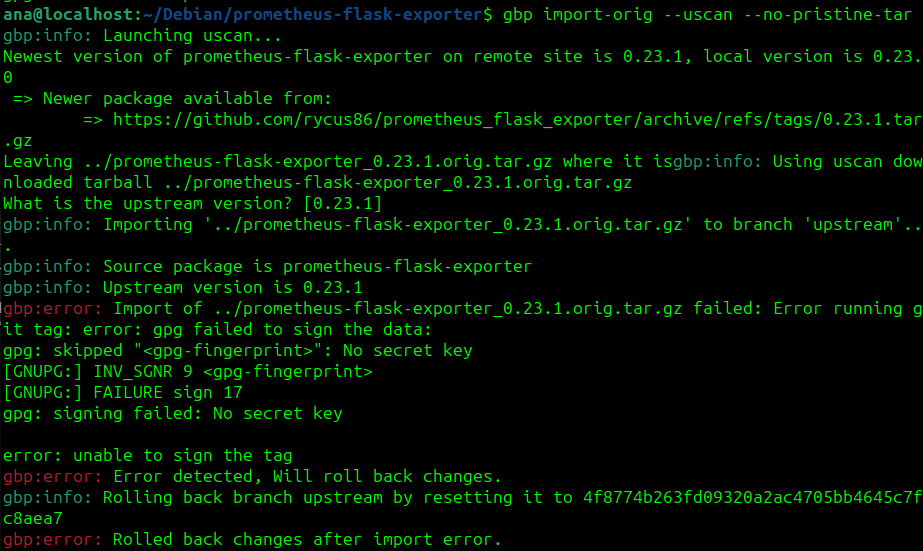 ana@localhost:~/Debian/prometheus-flask-exporter$ gbp import-orig --uscan --no-pristine-tar
gbp:info: Launching uscan...
Newest version of prometheus-flask-exporter on remote site is 0.23.1, local version is 0.23.
0
 => Newer package available from:
        => https://github.com/rycus86/prometheus_flask_exporter/archive/refs/tags/0.23.1.tar
.gz
Leaving ../prometheus-flask-exporter_0.23.1.orig.tar.gz where it isgbp:info: Using uscan dow
nloaded tarball ../prometheus-flask-exporter_0.23.1.orig.tar.gz
What is the upstream version? [0.23.1]
gbp:info: Importing '../prometheus-flask-exporter_0.23.1.orig.tar.gz' to branch 'upstream'..
.
gbp:info: Source package is prometheus-flask-exporter
gbp:info: Upstream version is 0.23.1
gbp:error: Import of ../prometheus-flask-exporter_0.23.1.orig.tar.gz failed: Error running g
it tag: error: gpg failed to sign the data:
gpg: skipped "<gpg-fingerprint>": No secret key
[GNUPG:] INV_SGNR 9 <gpg-fingerprint>
[GNUPG:] FAILURE sign 17
gpg: signing failed: No secret key

error: unable to sign the tag
gbp:error: Error detected, Will roll back changes.
gbp:info: Rolling back branch upstream by resetting it to 4f8774b263fd09320a2ac4705bb4645c7f
c8aea7
gbp:error: Rolled back changes after import error.